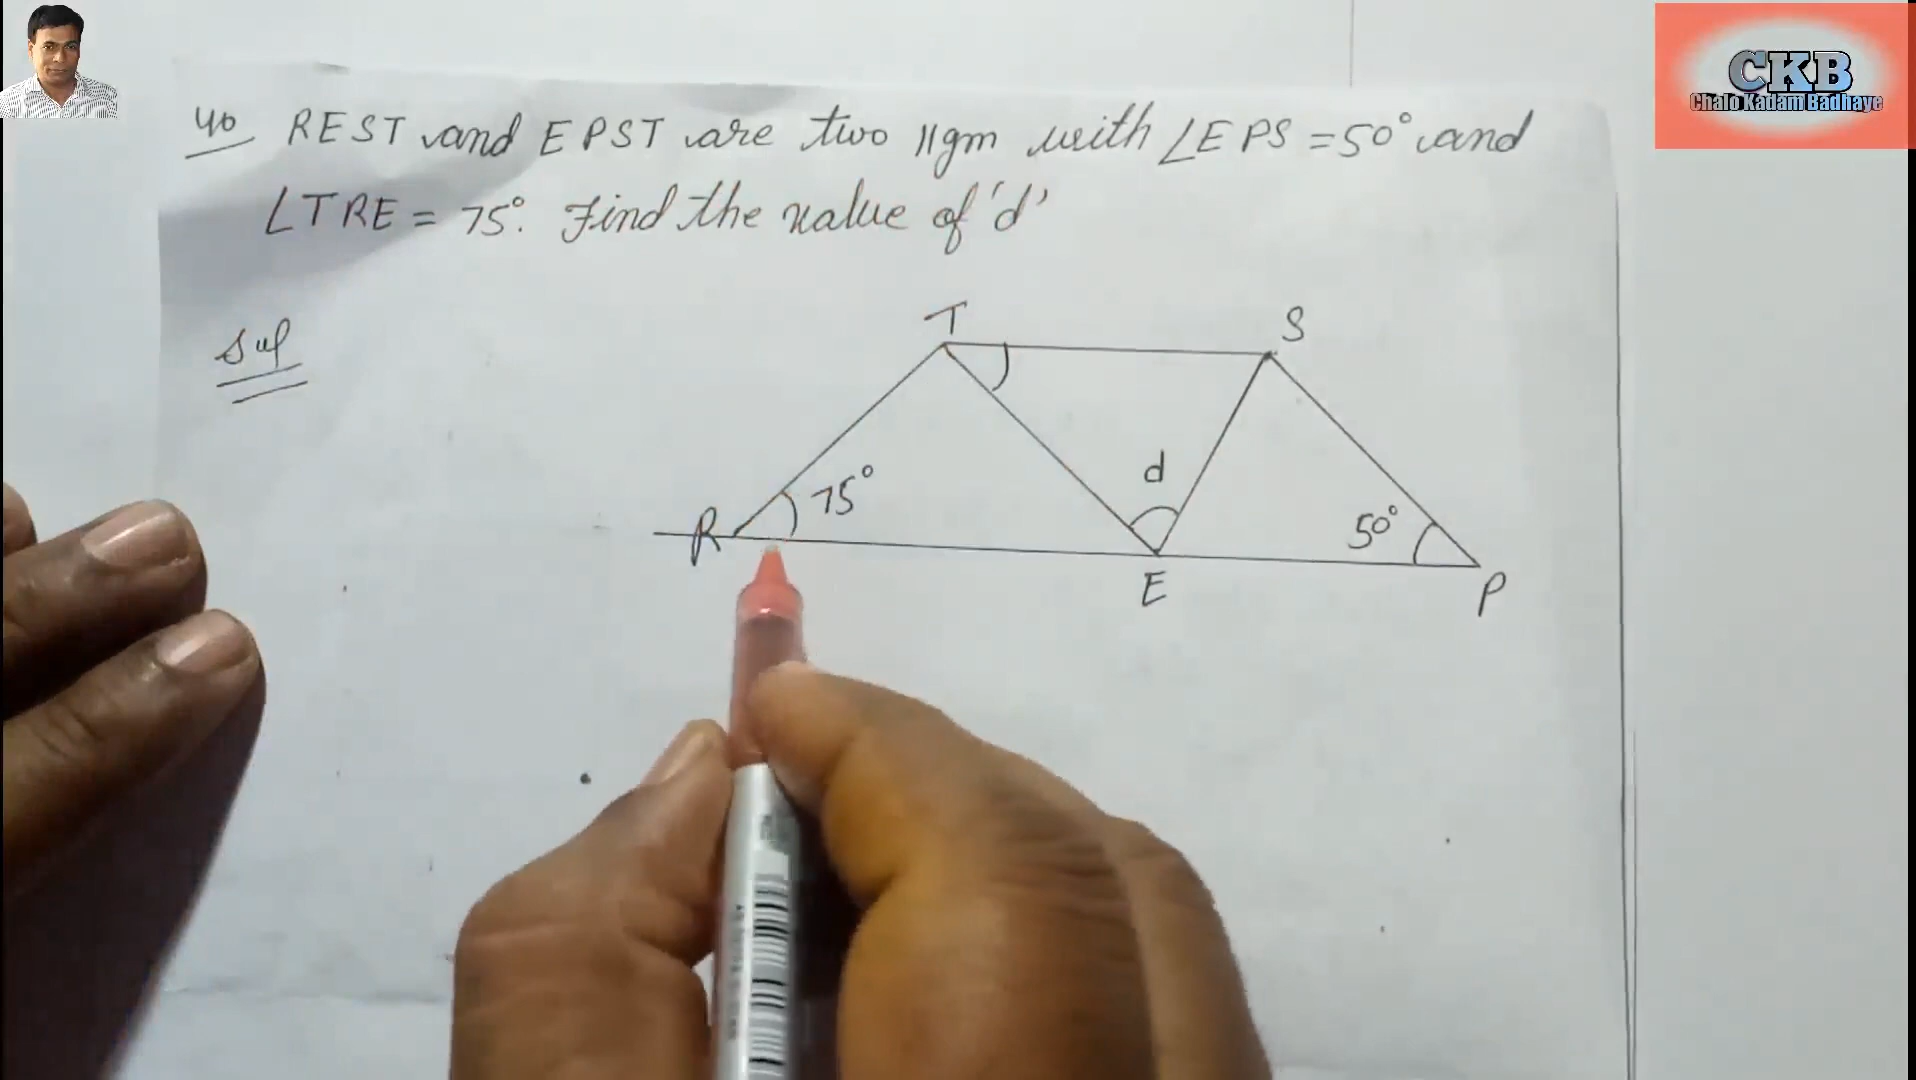 CKB
Chalo Kadam Badhaye
40 REST and EPST are two ||gm with ∠EPS = 50° and
∠TRE = 75°. Find the value of 'd'
T
S
d
75°
50°
R
E
P